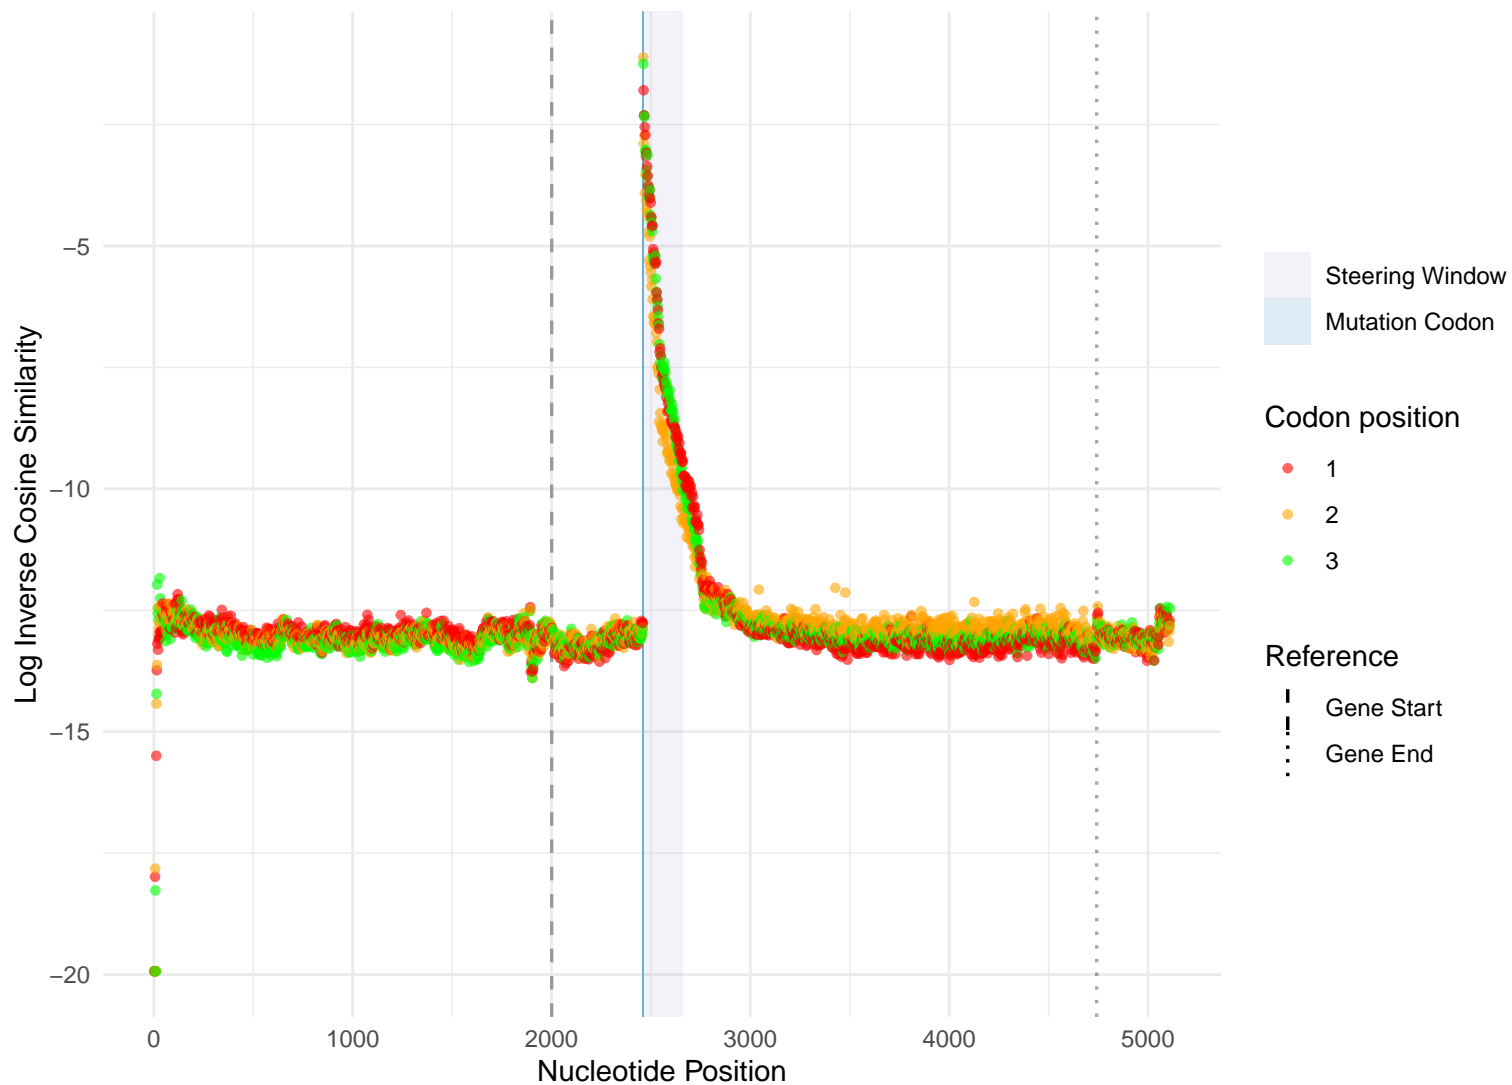 Log Inverse Cosine Similarity
−5
−10
−15
−20
0 1000 2000 3000 4000 5000
Nucleotide Position
Steering Window
Mutation Codon
Codon position
1
2
3
Reference
Gene Start
Gene End